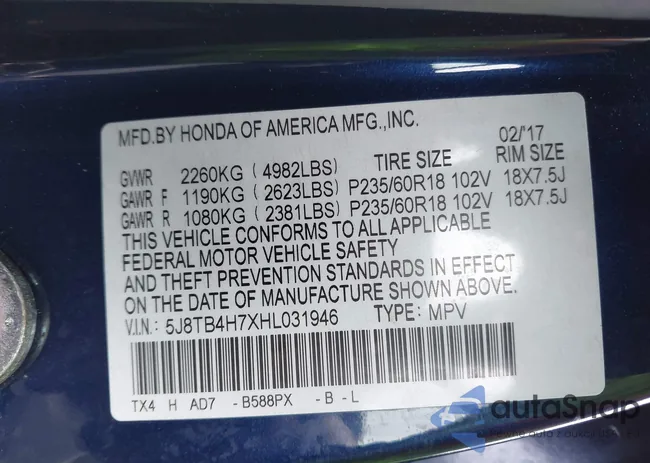 MFD.BY HONDA OF AMERICA MFG.,INC. 02/'17
GVWR 2260KG ( 4982LBS) TIRE SIZE RIM SIZE
GAWR F 1190KG ( 2623LBS) P235/60R18 102V 18X7.5J
GAWR R 1080KG ( 2381LBS) P235/60R18 102V 18X7.5J
THIS VEHICLE CONFORMS TO ALL APPLICABLE
FEDERAL MOTOR VEHICLE SAFETY
AND THEFT PREVENTION STANDARDS IN EFFECT
ON THE DATE OF MANUFACTURE SHOWN ABOVE.
V.I.N.: 5J8TB4H7XHL031946 TYPE: MPV
TX4 H AD7 -B588PX -B - L
autaSnap